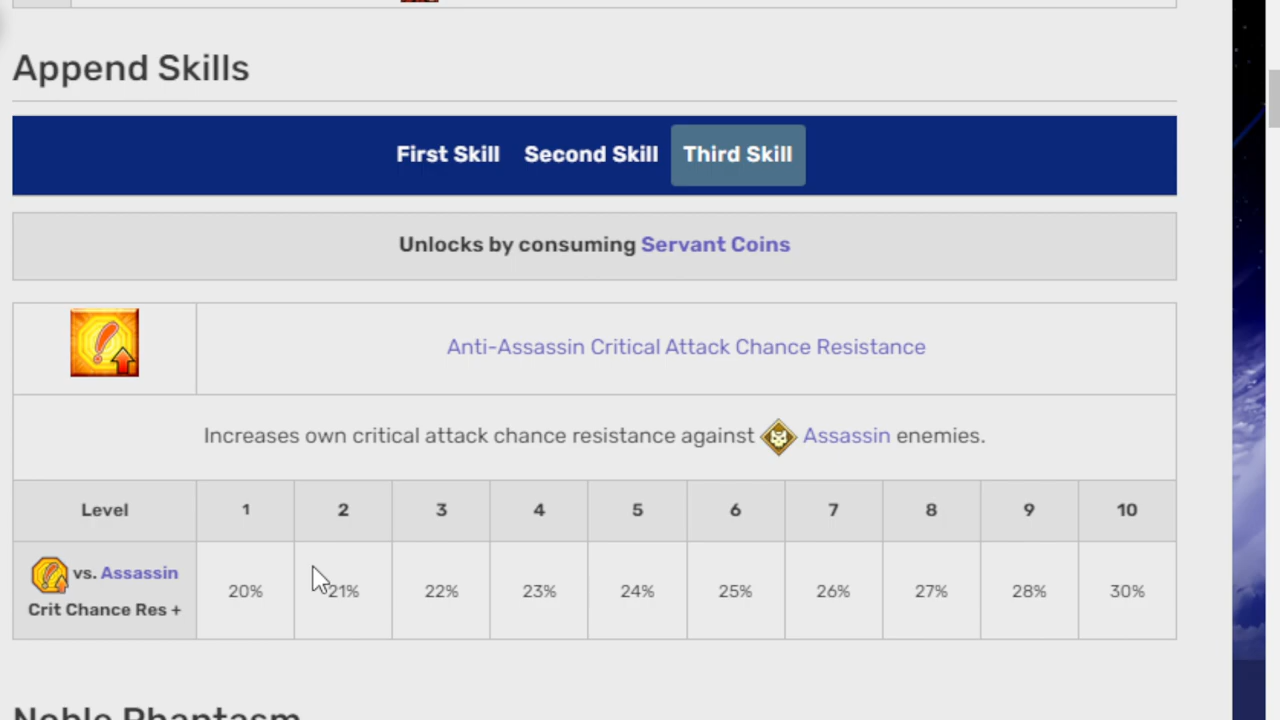 Append Skills
First Skill Second Skill Third Skill
Unlocks by consuming Servant Coins
Anti-Assassin Critical Attack Chance Resistance
Increases own critical attack chance resistance against Assassin enemies.
Level 1 2 3 4 5 6 7 8 9 10
vs. Assassin
Crit Chance Res +
20% 21% 22% 23% 24% 25% 26% 27% 28% 30%
Noble Phantasm